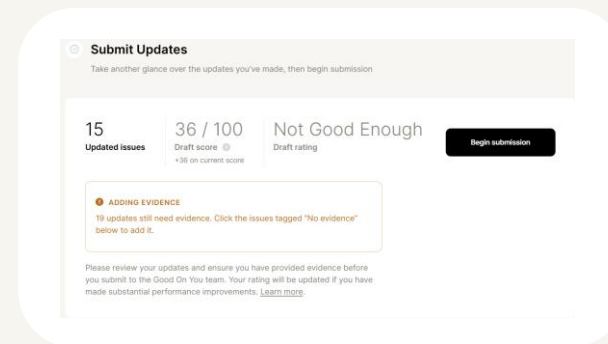 Submit Updates
Take another glance over the updates you've made, then begin submission
15
Updated issues
36 / 100
Draft score
+36 on current score
Not Good Enough
Draft rating
Begin submission
ADDING EVIDENCE
19 updates still need evidence. Click the issues tagged "No evidence"
below to add it.
Please review your updates and ensure you have provided evidence before
you submit to the Good On You team. Your rating will be updated if you have
made substantial performance improvements. Learn more.